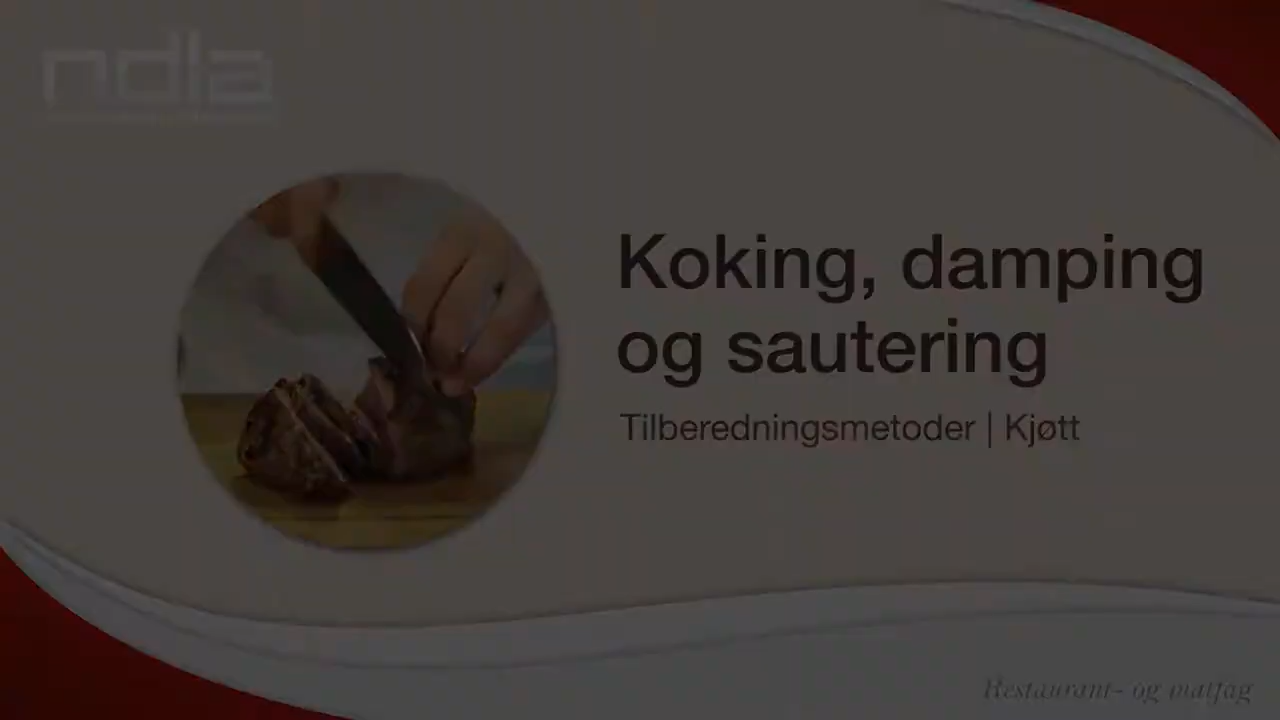 ndla
Koking, damping
og sautering
Tilberedningsmetoder | Kjøtt
Restaurant- og matfag